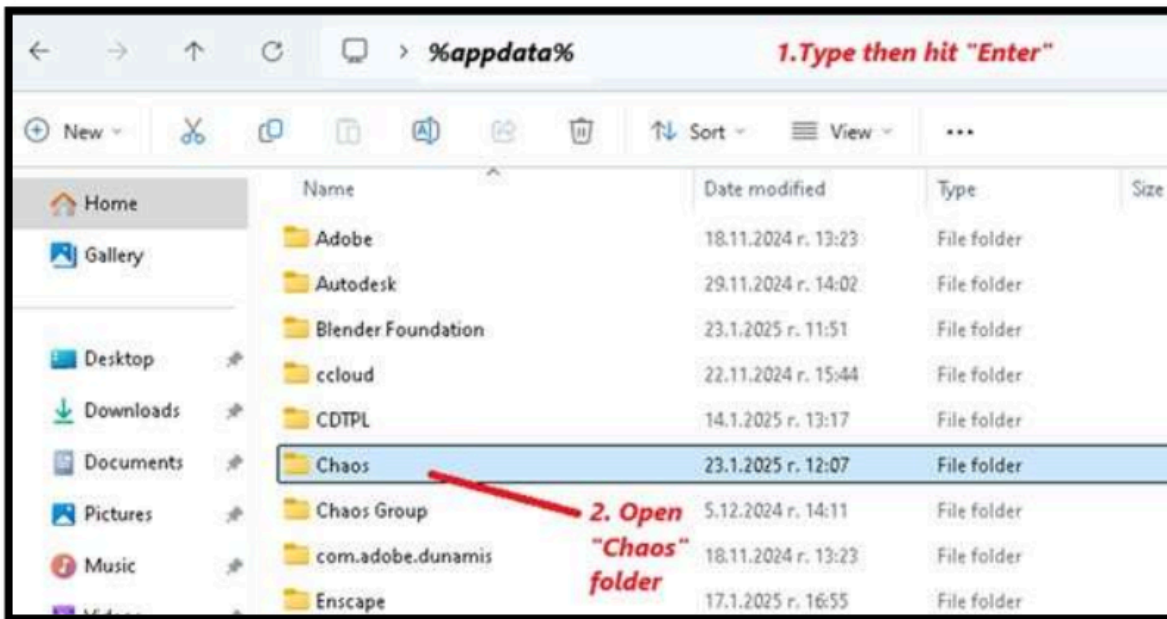 %appdata% 1.Type then hit "Enter"
New Sort View ...
Name Date modified Type Size
Home
Gallery
Adobe 18.11.2024 г. 13:23 File folder
Autodesk 29.11.2024 г. 14:02 File folder
Blender Foundation 23.1.2025 г. 11:51 File folder
Desktop
ccloud 22.11.2024 г. 15:44 File folder
Downloads
CDTPL 14.1.2025 г. 13:17 File folder
Documents
Chaos 23.1.2025 г. 12:07 File folder
Pictures
Chaos Group 5.12.2024 г. 14:11 File folder
2. Open
"Chaos"
folder
Music
com.adobe.dunamis 18.11.2024 г. 13:23 File folder
Enscape 17.1.2025 г. 16:55 File folder